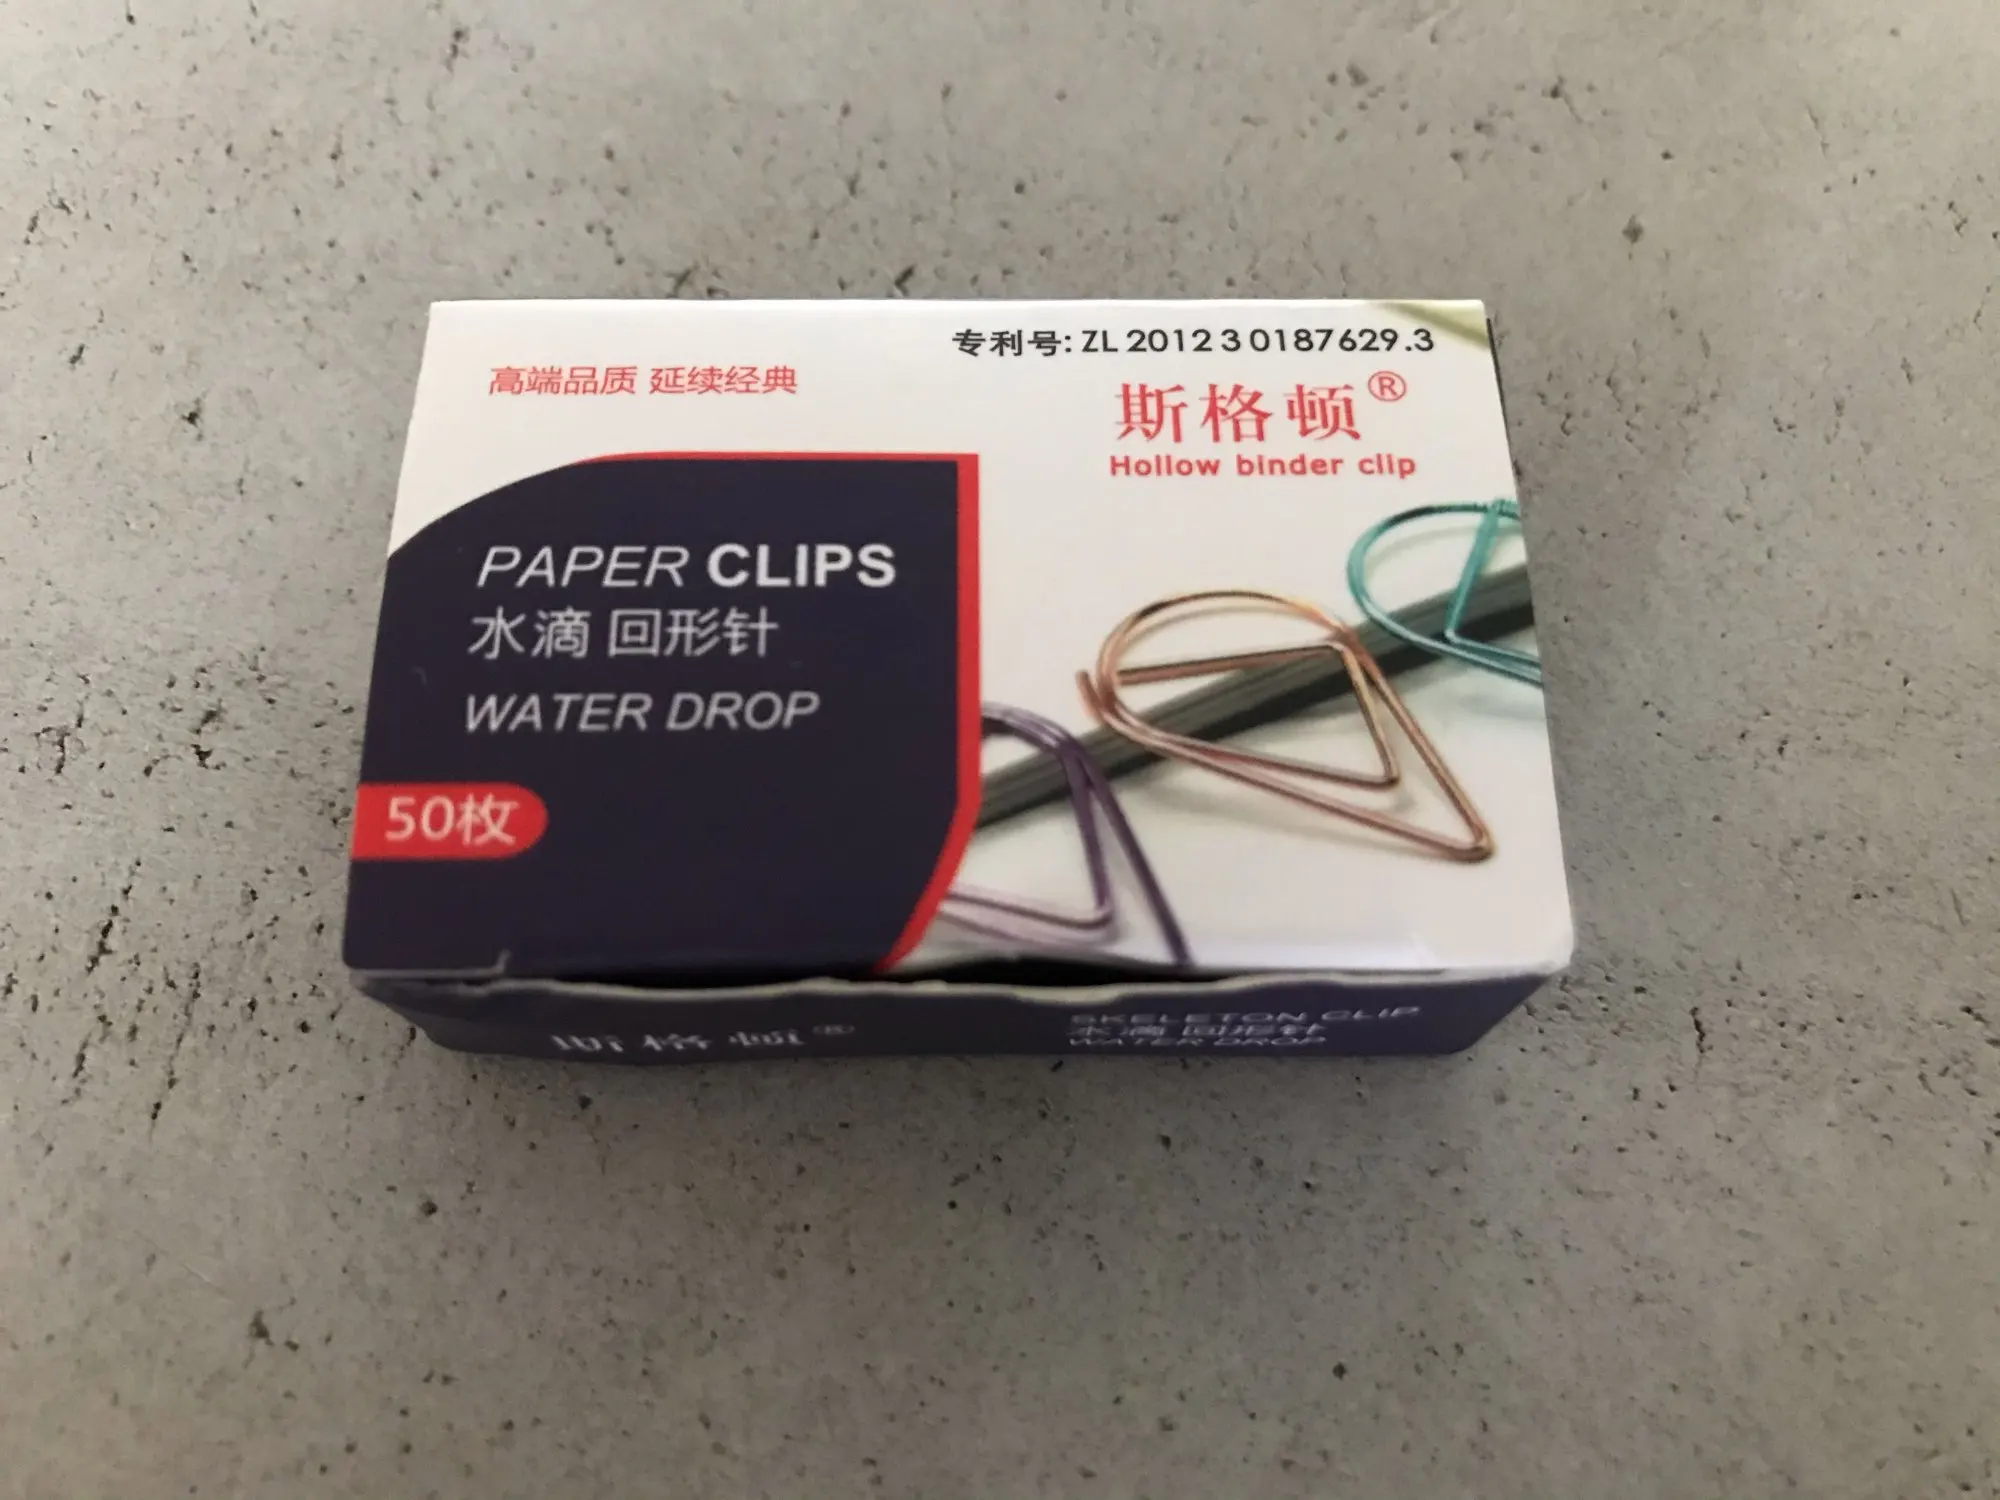 专利号: ZL 2012 3 0187629.3
高端品质 延续经典
斯格顿®
Hollow binder clip
PAPER CLIPS
水滴 回形针
WATER DROP
50枚
斯格顿®
SKELETON CLIP
水滴 回形针
WATER DROP